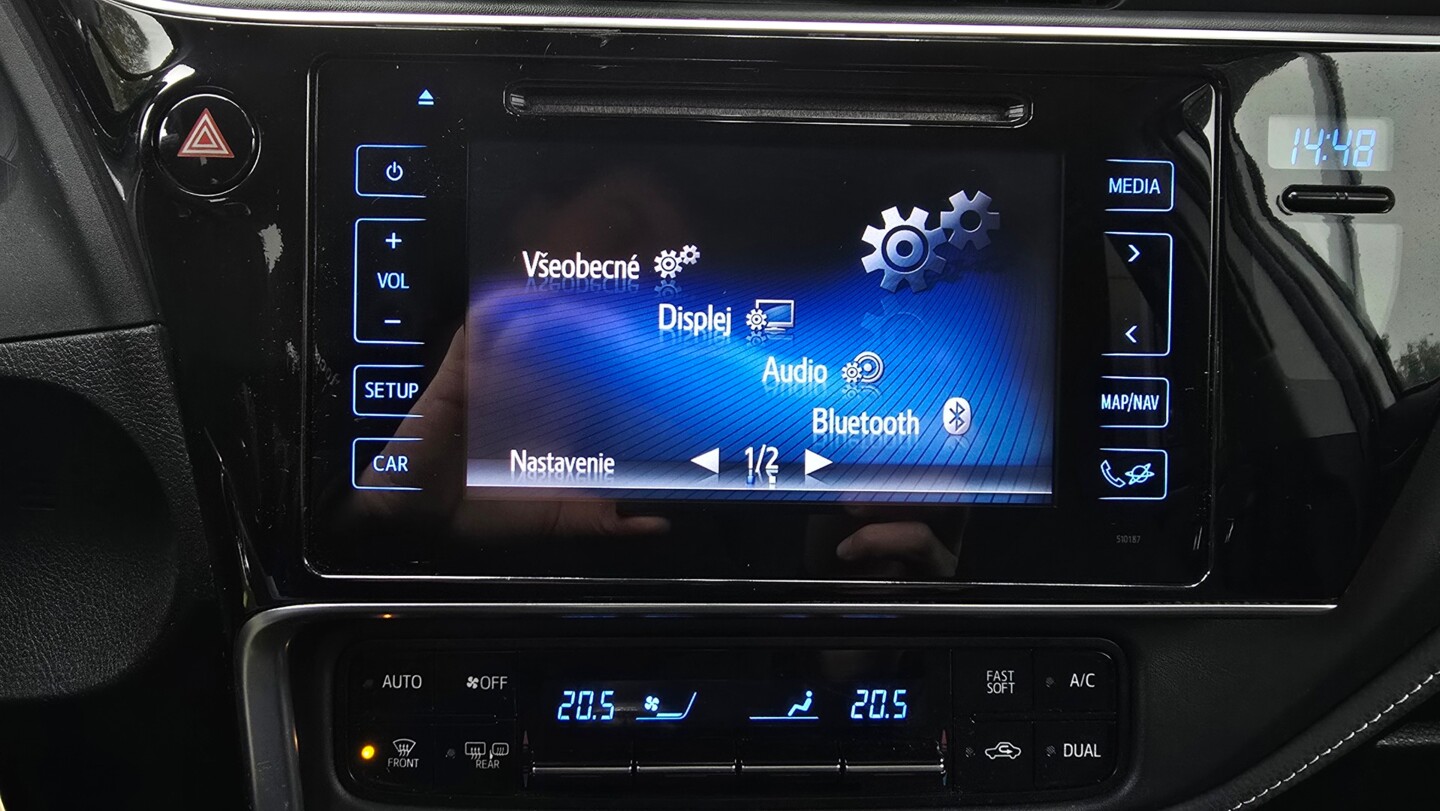 14:48
MEDIA
+
VOL
−
Všeobecné
Displej
SETUP
Audio
MAP/NAV
Bluetooth
CAR
Nastavenie
1/2
510187
AUTO
OFF
20.5
20.5
FAST
SOFT
A/C
FRONT
REAR
DUAL